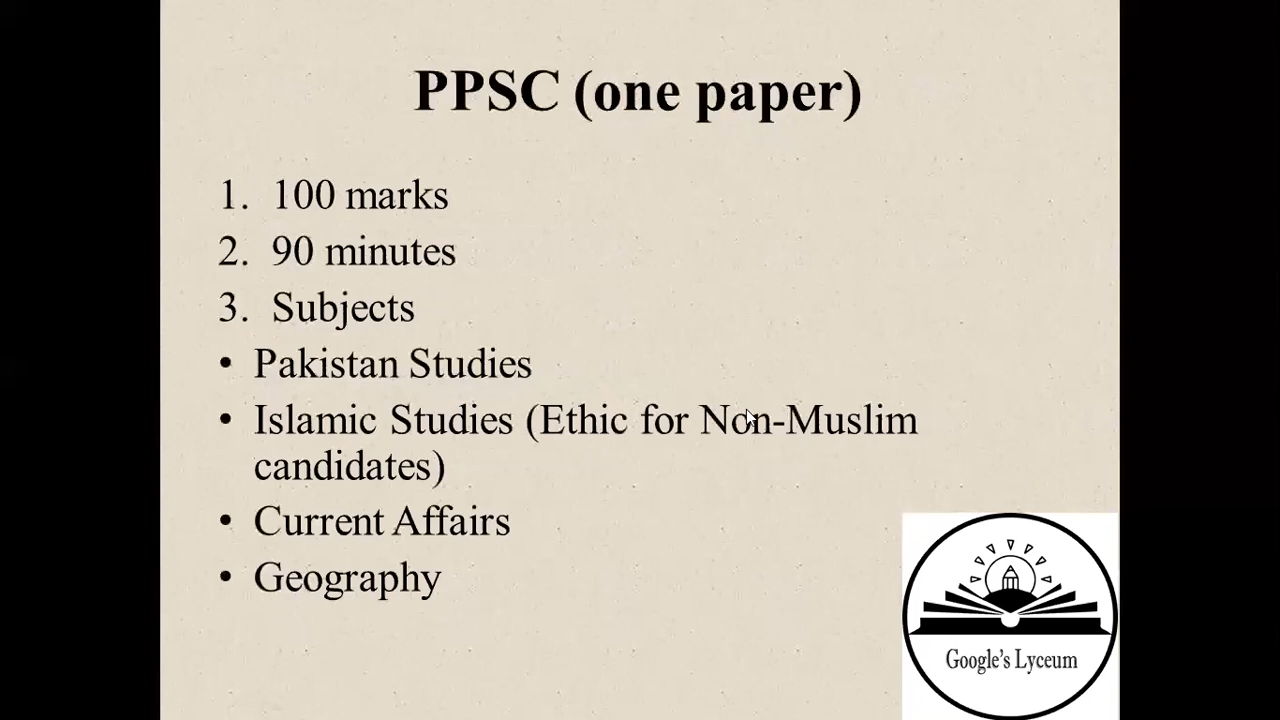 PPSC (one paper)
1. 100 marks
2. 90 minutes
3. Subjects
• Pakistan Studies
• Islamic Studies (Ethic for Non-Muslim
candidates)
• Current Affairs
• Geography
Google's Lyceum